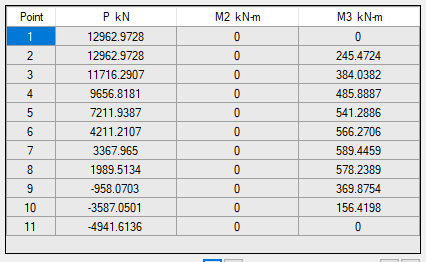 Point P kN M2 kN-m M3 kN-m
1 12962.9728 0 0
2 12962.9728 0 245.4724
3 11716.2907 0 384.0382
4 9656.8181 0 485.8887
5 7211.9387 0 541.2886
6 4211.2107 0 566.2706
7 3367.965 0 589.4459
8 1989.5134 0 578.2389
9 -958.0703 0 369.8754
10 -3587.0501 0 156.4198
11 -4941.6136 0 0